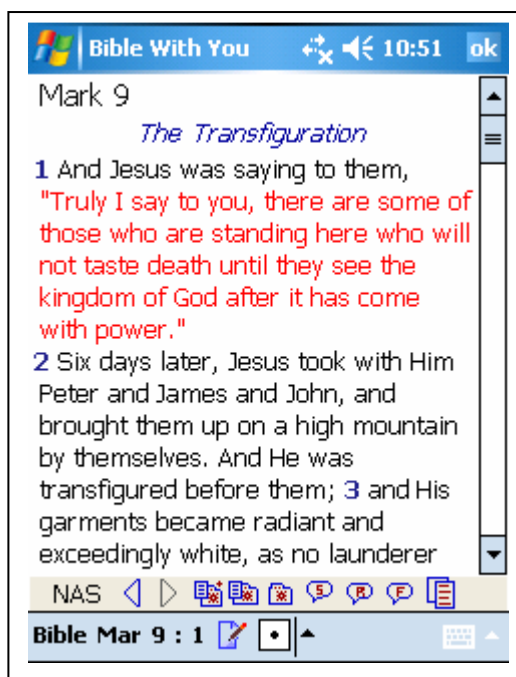 Bible With You 10:51 ok
Mark 9
The Transfiguration
1 And Jesus was saying to them,
"Truly I say to you, there are some of
those who are standing here who will
not taste death until they see the
kingdom of God after it has come
with power."
2 Six days later, Jesus took with Him
Peter and James and John, and
brought them up on a high mountain
by themselves. And He was
transfigured before them; 3 and His
garments became radiant and
exceedingly white, as no launderer
NAS S R F
Bible Mar 9 : 1